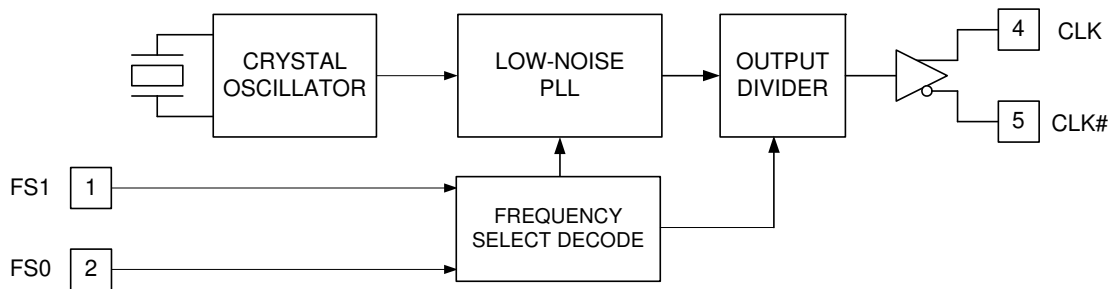 CRYSTAL
OSCILLATOR
LOW-NOISE
PLL
OUTPUT
DIVIDER
4 CLK
5 CLK#
FS1 1
FREQUENCY
SELECT DECODE
FS0 2